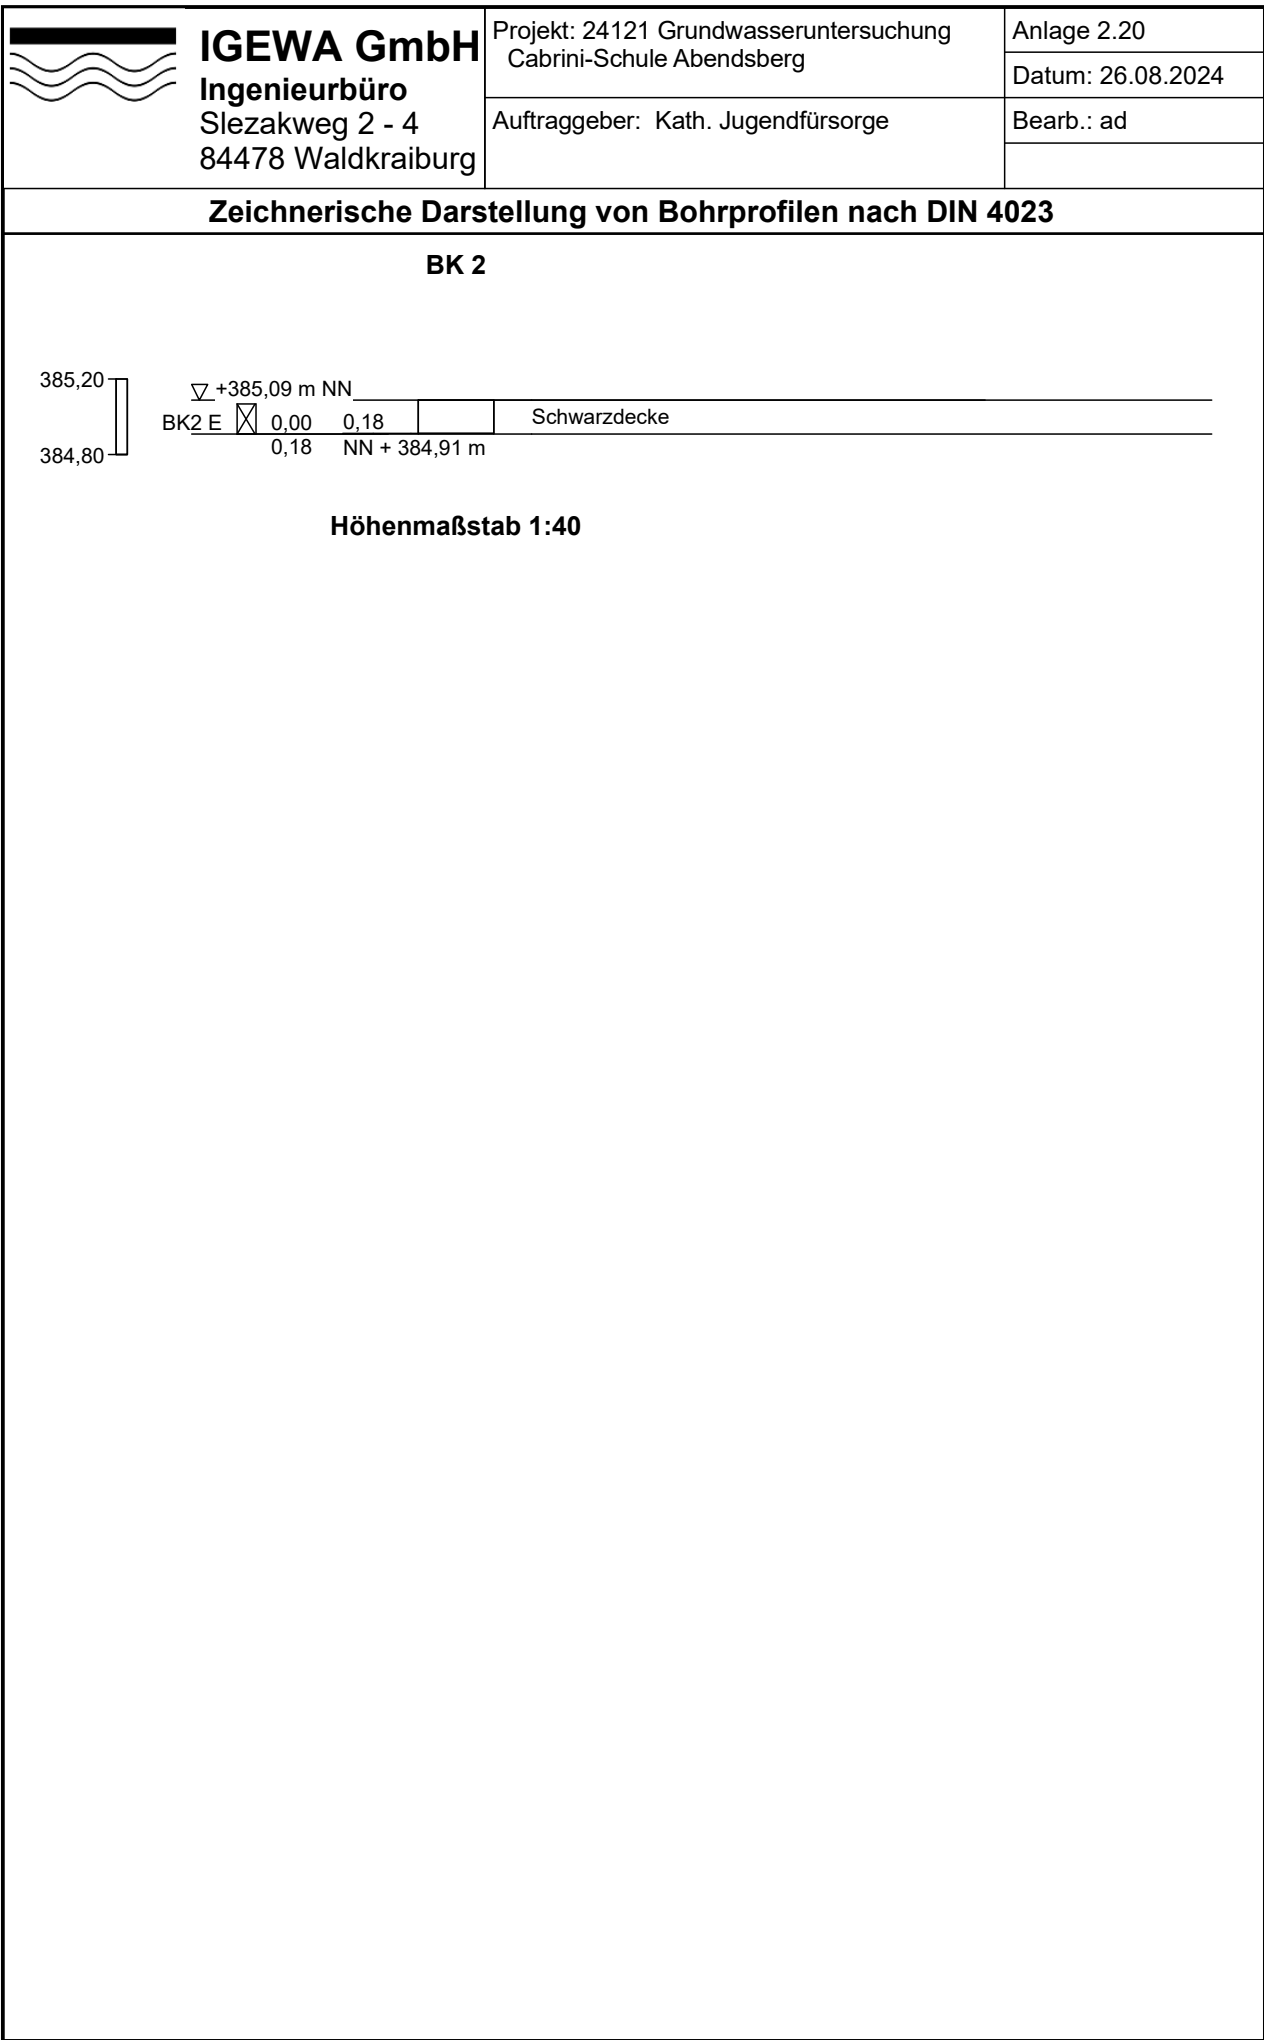 IGEWA GmbH
Ingenieurbüro
Slezakweg 2 - 4
84478 Waldkraiburg
Projekt: 24121 Grundwasseruntersuchung
Cabrini-Schule Abendsberg
Auftraggeber:  Kath. Jugendfürsorge
Anlage 2.20
Datum: 26.08.2024
Bearb.: ad
Zeichnerische Darstellung von Bohrprofilen nach DIN 4023
BK 2
385,20
+385,09 m NN
BK2 E 0,00 0,18 Schwarzdecke
0,18 NN + 384,91 m
384,80
Höhenmaßstab 1:40